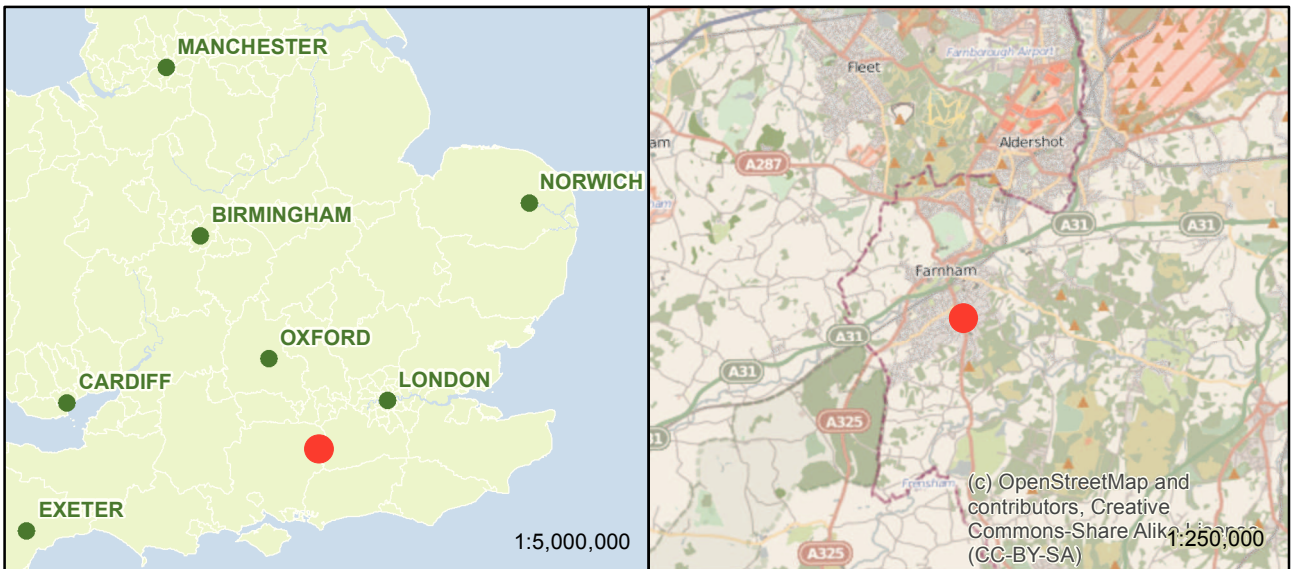 MANCHESTER
NORWICH
BIRMINGHAM
OXFORD
CARDIFF
LONDON
EXETER
1:5,000,000
Farnborough Airport
Fleet
Aldershot
A287
A31
A31
Farnham
A31
A31
A325
31
Frensham
(c) OpenStreetMap and
contributors, Creative
Commons-Share Alike
1:250,000
(CC-BY-SA)
A325